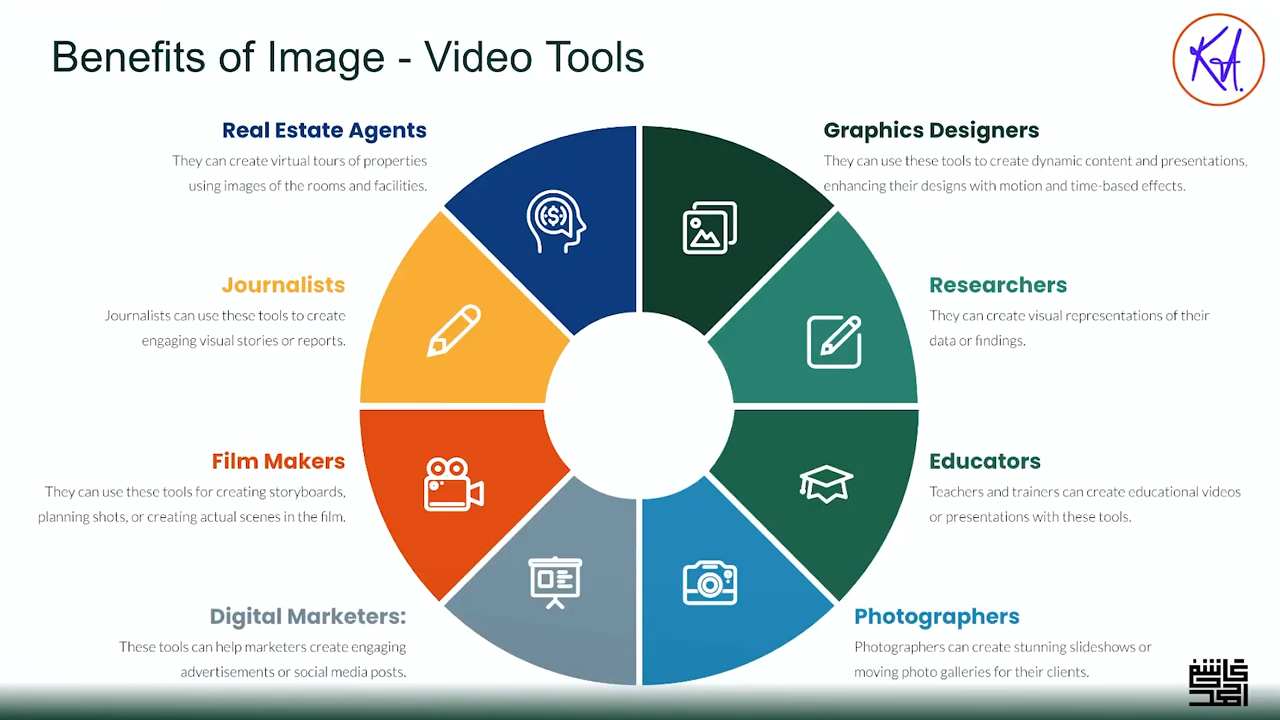 Benefits of Image - Video Tools
KA.
Real Estate Agents
They can create virtual tours of properties
using images of the rooms and facilities.
Graphics Designers
They can use these tools to create dynamic content and presentations,
enhancing their designs with motion and time-based effects.
Journalists
Journalists can use these tools to create
engaging visual stories or reports.
Researchers
They can create visual representations of their
data or findings.
Film Makers
They can use these tools for creating storyboards,
planning shots, or creating actual scenes in the film.
Educators
Teachers and trainers can create educational videos
or presentations with these tools.
Digital Marketers:
These tools can help marketers create engaging
advertisements or social media posts.
Photographers
Photographers can create stunning slideshows or
moving photo galleries for their clients.
$